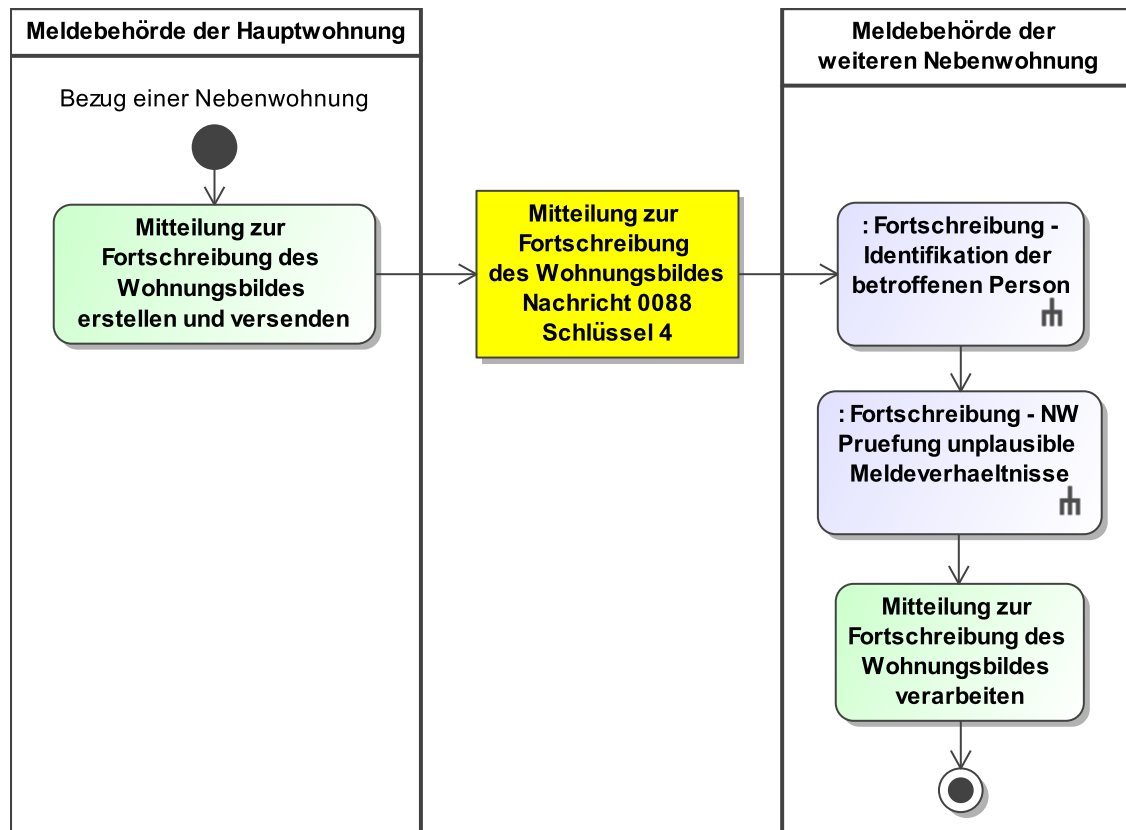 Meldebehörde der Hauptwohnung
Bezug einer Nebenwohnung
Mitteilung zur
Fortschreibung des
Wohnungsbildes
erstellen und versenden
Mitteilung zur
Fortschreibung
des Wohnungsbildes
Nachricht 0088
Schlüssel 4
Meldebehörde der
weiteren Nebenwohnung
: Fortschreibung -
Identifikation der
betroffenen Person
: Fortschreibung - NW
Pruefung unplausible
Meldeverhaeltnisse
Mitteilung zur
Fortschreibung des
Wohnungsbildes
verarbeiten